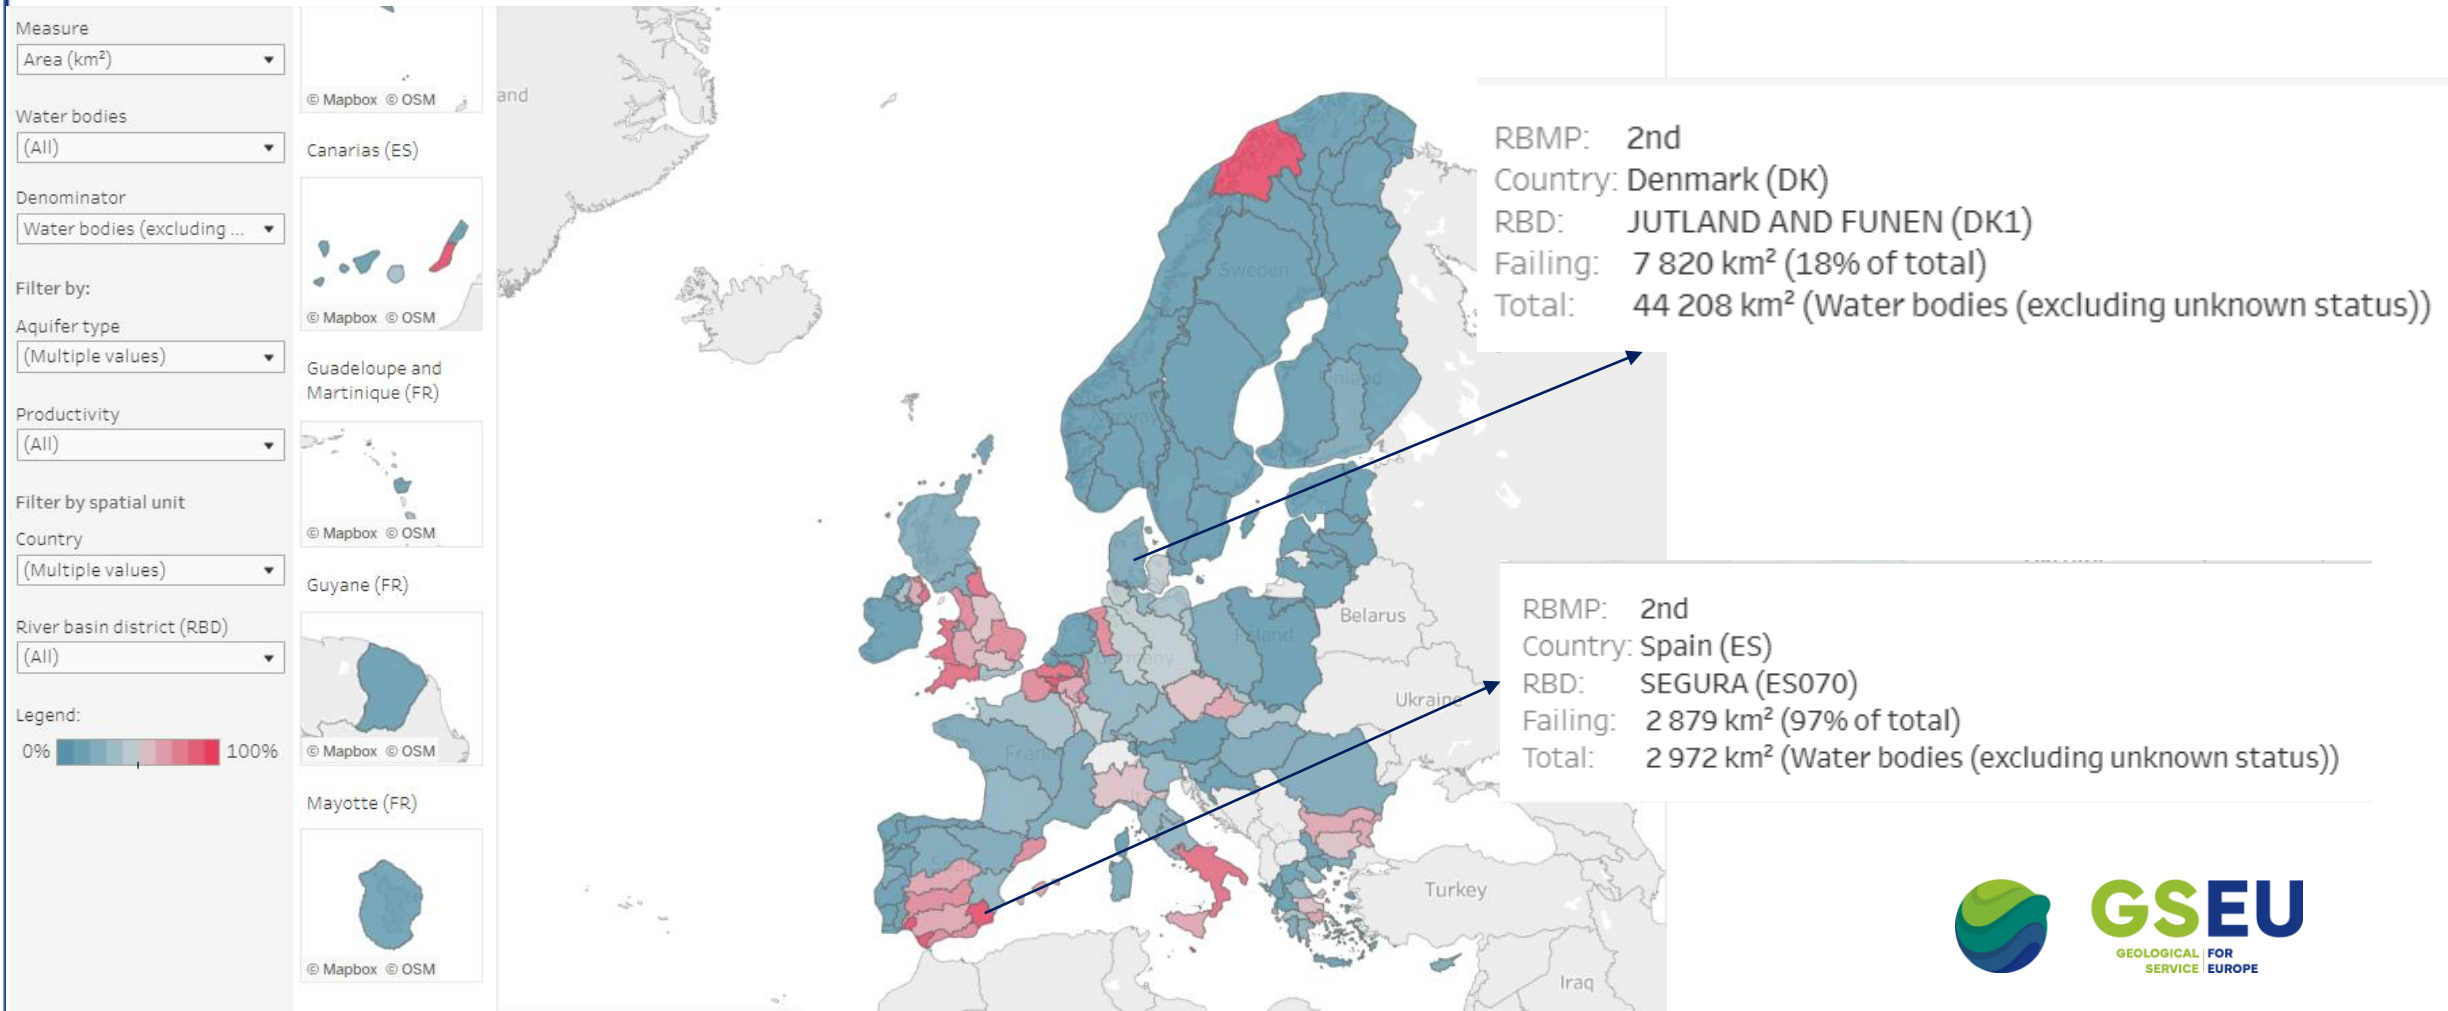 Measure
Area (km²)
Water bodies
(All)
Denominator
Water bodies (excluding ...
Filter by:
Aquifer type
(Multiple values)
Productivity
(All)
Filter by spatial unit
Country
(Multiple values)
River basin district (RBD)
(All)
Legend:
0% 100%
© Mapbox © OSM
Canarias (ES)
© Mapbox © OSM
Guadeloupe and
Martinique (FR)
© Mapbox © OSM
Guyane (FR)
© Mapbox © OSM
Mayotte (FR)
© Mapbox © OSM
and
Sweden
Finland
Norway
Poland
Germany
Belarus
Ukraine
France
Turkey
Iraq
RBMP: 2nd
Country: Denmark (DK)
RBD: JUTLAND AND FUNEN (DK1)
Failing: 7 820 km² (18% of total)
Total: 44 208 km² (Water bodies (excluding unknown status))
RBMP: 2nd
Country: Spain (ES)
RBD: SEGURA (ES070)
Failing: 2 879 km² (97% of total)
Total: 2 972 km² (Water bodies (excluding unknown status))
GSEU
GEOLOGICAL FOR
SERVICE EUROPE